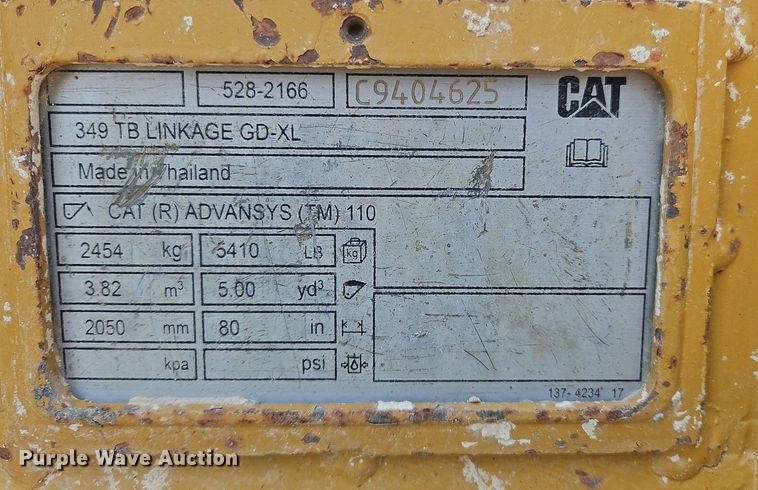 528-2166 C9404625 CAT
349 TB LINKAGE GD-XL
Made in Thailand
CAT (R) ADVANSYS (TM) 110
2454 kg 5410 LB kg
3.82 m³ 5.00 yd³
2050 mm 80 in
kpa psi
137-4234 17
Purple Wave Auction